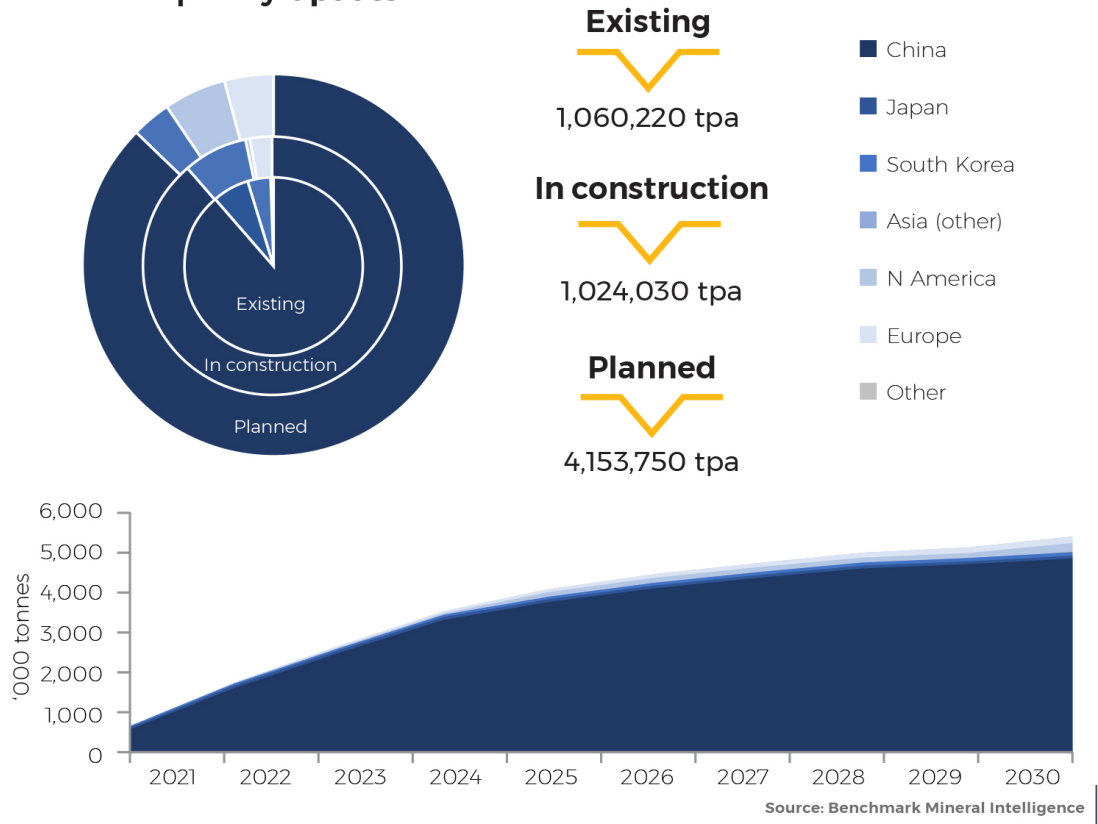 Existing
1,060,220 tpa
In construction
1,024,030 tpa
Planned
4,153,750 tpa
China
Japan
South Korea
Asia (other)
N America
Europe
Other
Existing
In construction
Planned
'000 tonnes
6,000
5,000
4,000
3,000
2,000
1,000
0
2021 2022 2023 2024 2025 2026 2027 2028 2029 2030
Source: Benchmark Mineral Intelligence